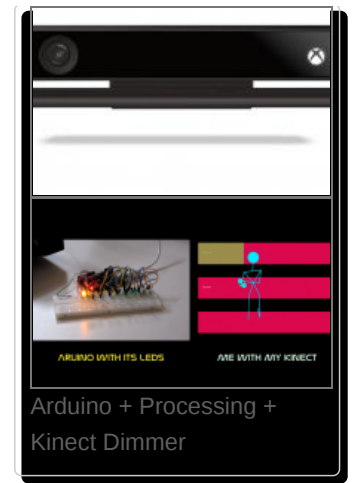 ARUINO WITH ITS LEDS
ME WITH MY KINECT
Arduino + Processing +
Kinect Dimmer